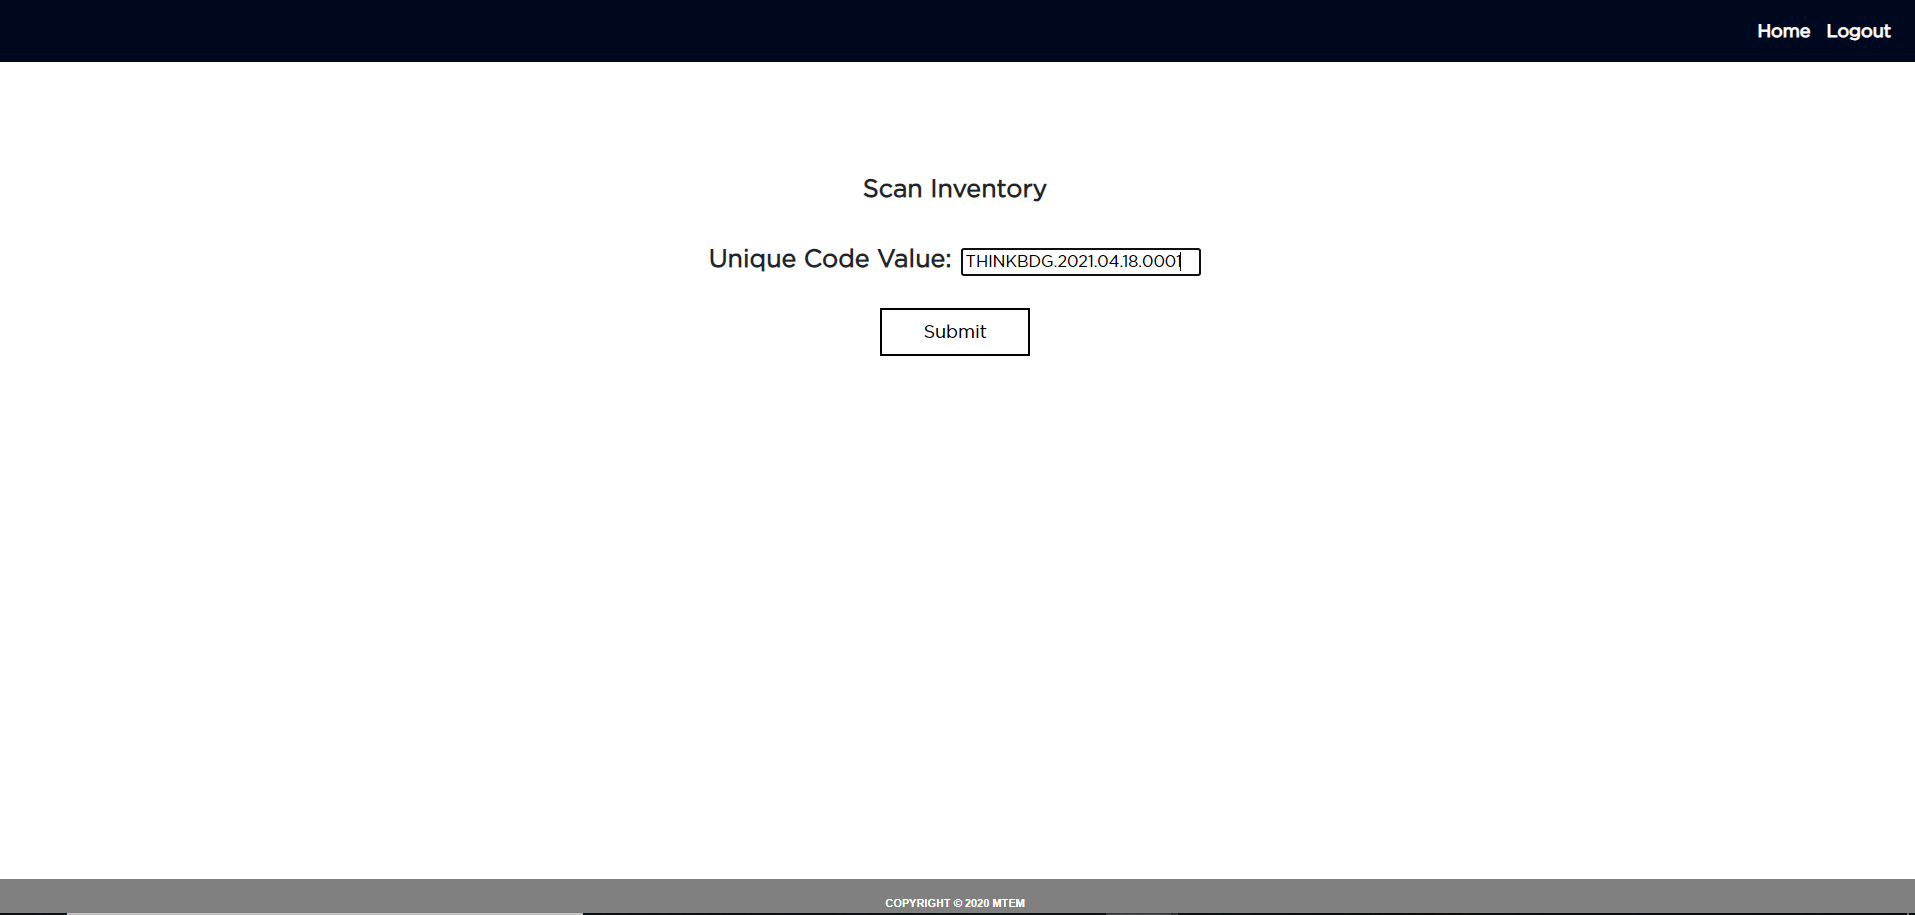 Home Logout
Scan Inventory
Unique Code Value: THINKBDG.2021.04.18.0001
Submit
COPYRIGHT © 2020 MTEM